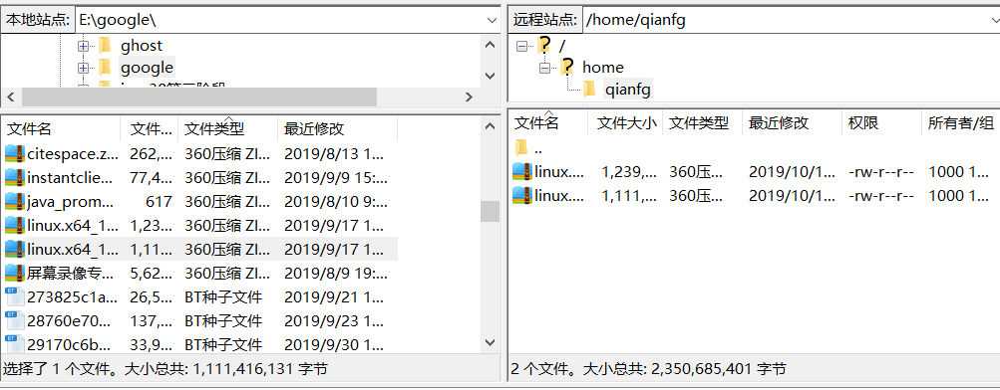 本地站点: E:\google\
ghost
google
文件名 文件... 文件类型 最近修改
citespace.z... 262,... 360压缩 ZI... 2019/8/13 1...
instantclie... 77,4... 360压缩 ZI... 2019/9/9 15:...
java_prom... 617 360压缩 ZI... 2019/8/10 9:...
linux.x64_1... 1,23... 360压缩 ZI... 2019/9/17 1...
linux.x64_1... 1,11... 360压缩 ZI... 2019/9/17 1...
屏幕录像专... 5,62... 360压缩 ZI... 2019/8/9 19:...
273825c1a... 26,5... BT种子文件 2019/9/21 1...
28760e70... 137,... BT种子文件 2019/9/23 1...
29170c6b... 33,9... BT种子文件 2019/9/30 1...
选择了 1 个文件。大小总共: 1,111,416,131 字节
远程站点: /home/qianfg
/
home
qianfg
文件名 文件大小 文件类型 最近修改 权限 所有者/组
..
linux.... 1,239,... 360压... 2019/10/1... -rw-r--r-- 1000 1...
linux.... 1,111,... 360压... 2019/10/1... -rw-r--r-- 1000 1...
2 个文件。大小总共: 2,350,685,401 字节